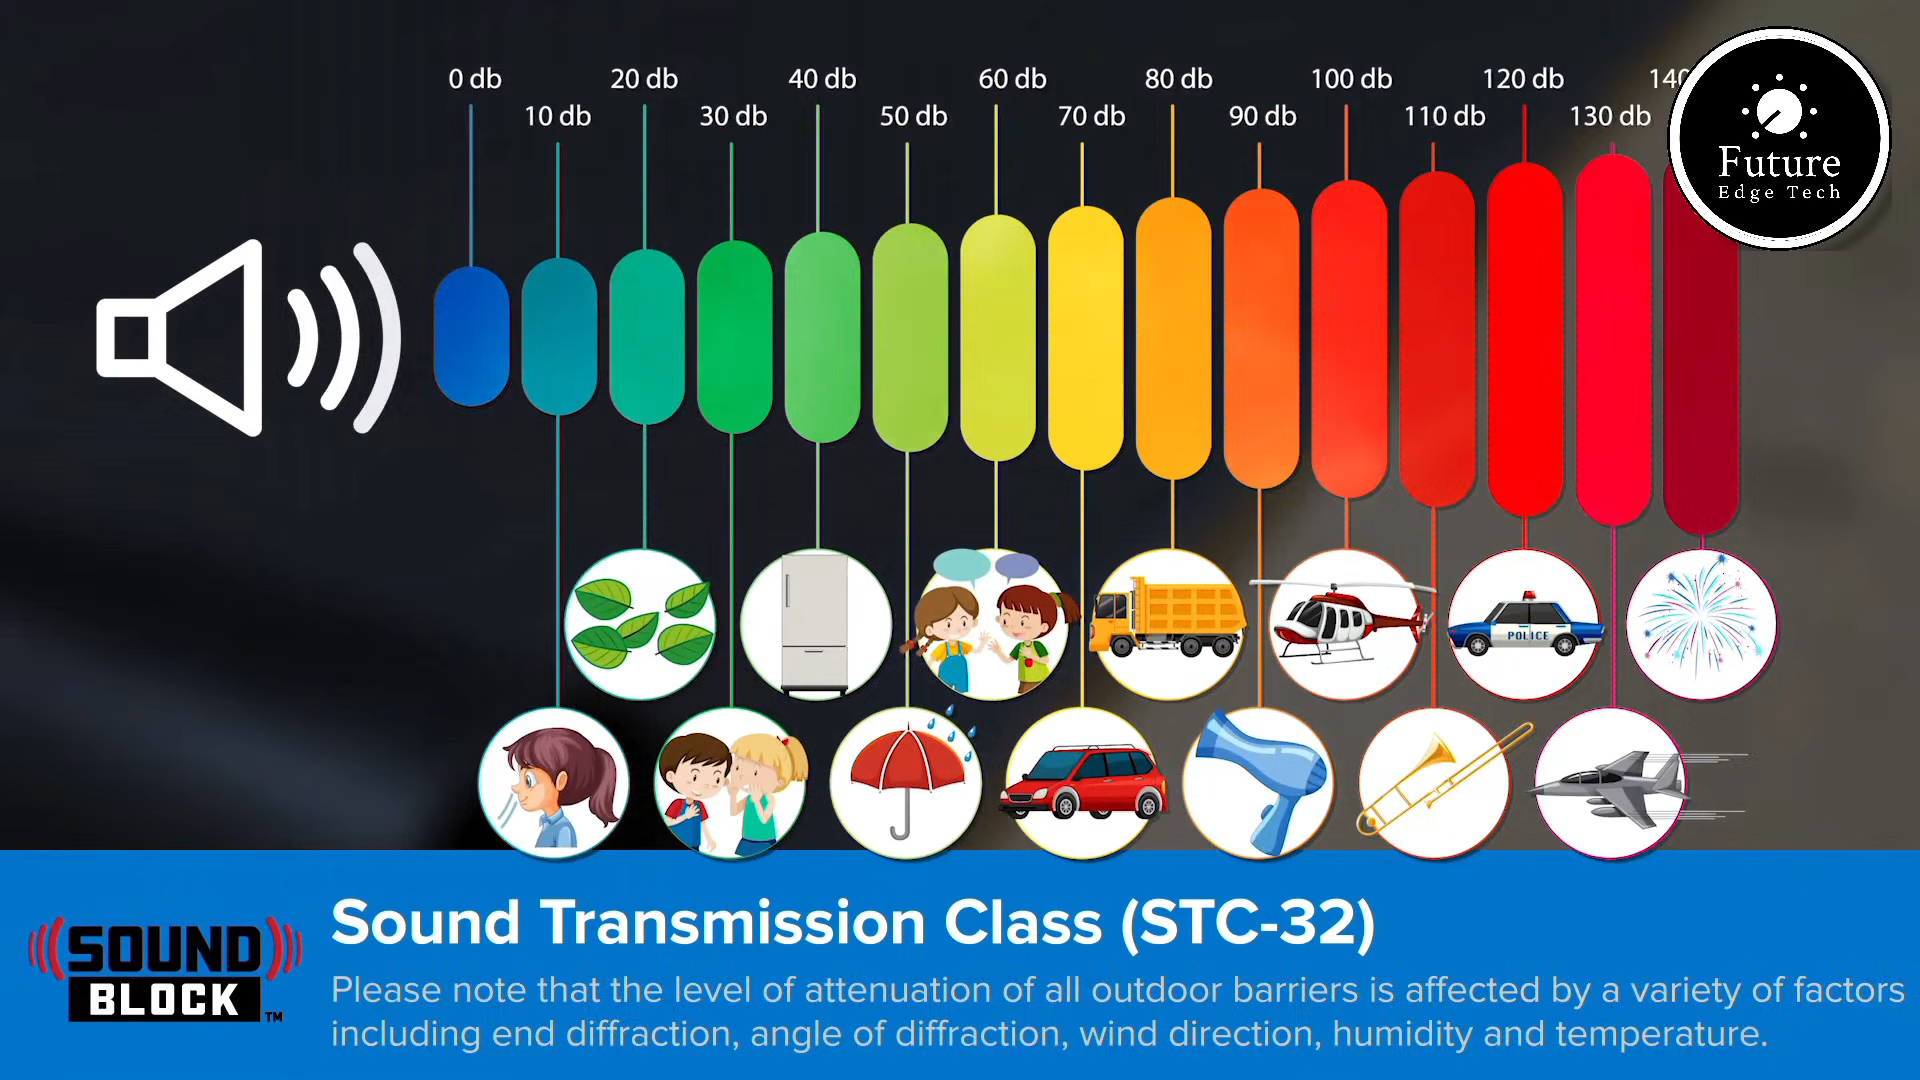 0 db
20 db
40 db
60 db
80 db
100 db
120 db
10 db
30 db
50 db
70 db
90 db
110 db
130 db
Future
Edge Tech
POLICE
SOUND
BLOCK™
Sound Transmission Class (STC-32)
Please note that the level of attenuation of all outdoor barriers is affected by a variety of factors
including end diffraction, angle of diffraction, wind direction, humidity and temperature.